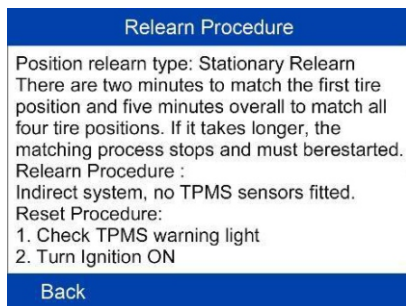 Relearn Procedure
Position relearn type: Stationary Relearn
There are two minutes to match the first tire
position and five minutes overall to match all
four tire positions. If it takes longer, the
matching process stops and must berestarted.
Relearn Procedure :
Indirect system, no TPMS sensors fitted.
Reset Procedure:
1. Check TPMS warning light
2. Turn Ignition ON
Back